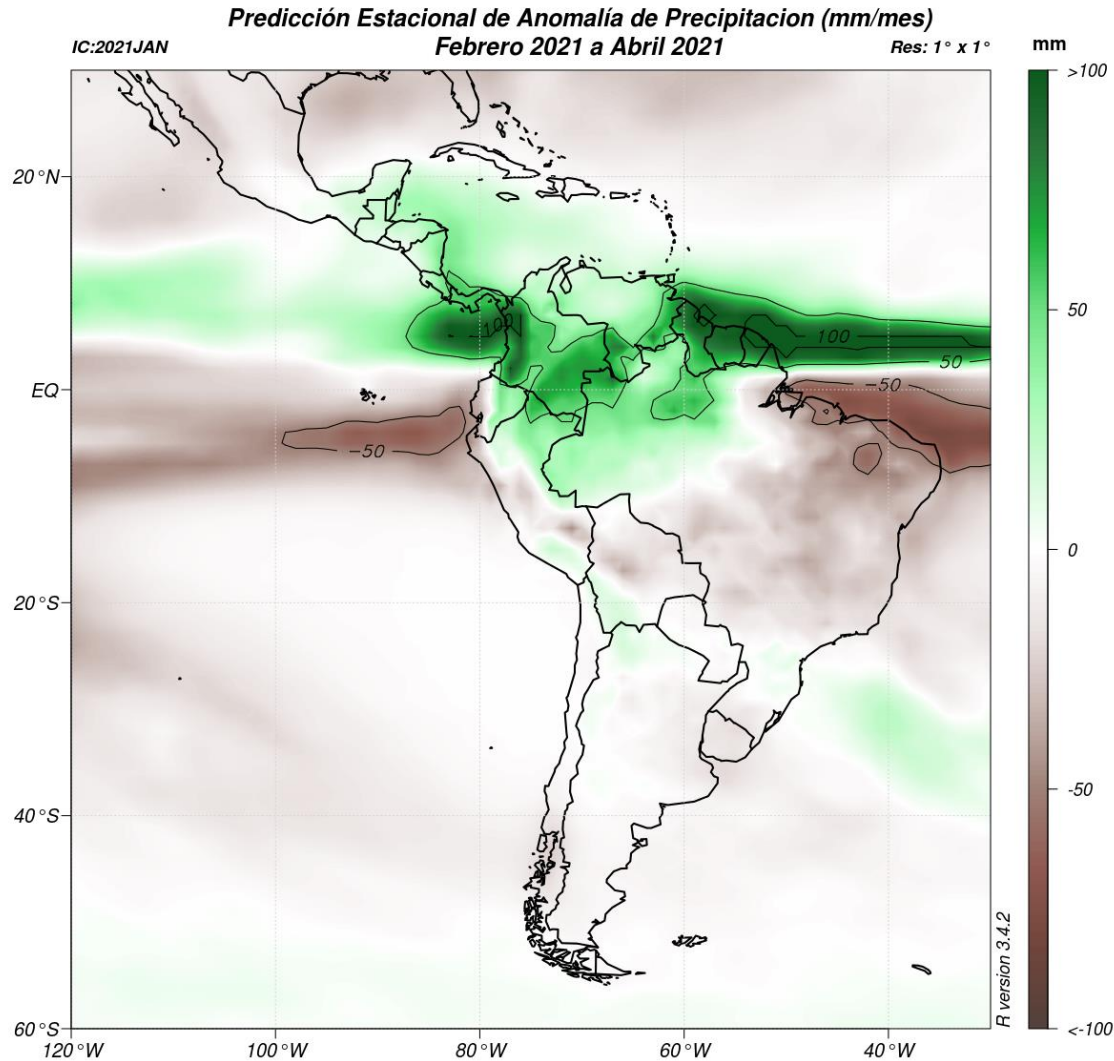 Predicción Estacional de Anomalía de Precipitacion (mm/mes)
IC:2021JAN
Febrero 2021 a Abril 2021
Res: 1° x 1°
mm
>100
50
0
-50
<-100
20°N
EQ
20°S
40°S
60°S
120°W
100°W
80°W
60°W
40°W
100
100
50
-50
-50
R version 3.4.2